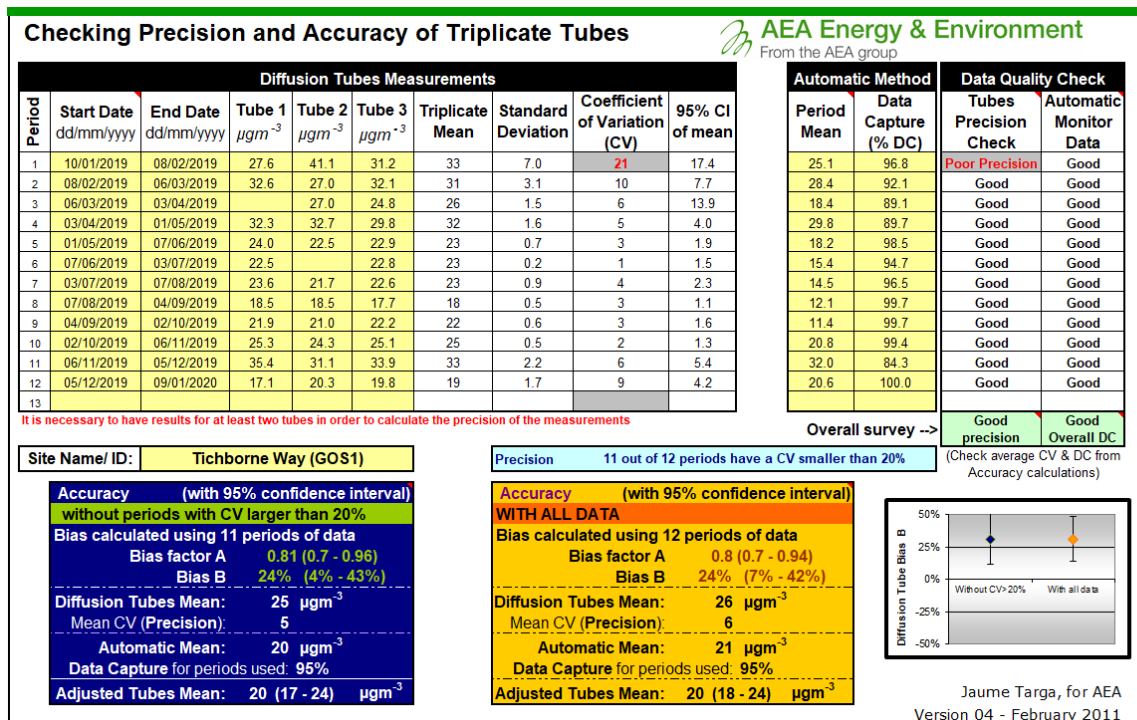 Checking Precision and Accuracy of Triplicate Tubes
AEA Energy & Environment
From the AEA group
Diffusion Tubes Measurements
Period Start Date dd/mm/yyyy End Date dd/mm/yyyy Tube 1 µgm⁻³ Tube 2 µgm⁻³ Tube 3 µgm⁻³ Triplicate Mean Standard Deviation Coefficient of Variation (CV) 95% CI of mean
Automatic Method
Period Mean Data Capture (% DC)
Data Quality Check
Tubes Precision Check Automatic Monitor Data
1 10/01/2019 08/02/2019 27.6 41.1 31.2 33 7.0 21 17.4 25.1 96.8 Poor Precision Good
2 08/02/2019 06/03/2019 32.6 27.0 32.1 31 3.1 10 7.7 28.4 92.1 Good Good
3 06/03/2019 03/04/2019 27.0 24.8 26 1.5 6 13.9 18.4 89.1 Good Good
4 03/04/2019 01/05/2019 32.3 32.7 29.8 32 1.6 5 4.0 29.8 89.7 Good Good
5 01/05/2019 07/06/2019 24.0 22.5 22.9 23 0.7 3 1.9 18.2 98.5 Good Good
6 07/06/2019 03/07/2019 22.5 22.8 23 0.2 1 1.5 15.4 94.7 Good Good
7 03/07/2019 07/08/2019 23.6 21.7 22.6 23 0.9 4 2.3 14.5 96.5 Good Good
8 07/08/2019 04/09/2019 18.5 18.5 17.7 18 0.5 3 1.1 12.1 99.7 Good Good
9 04/09/2019 02/10/2019 21.9 21.0 22.2 22 0.6 3 1.6 11.4 99.7 Good Good
10 02/10/2019 06/11/2019 25.3 24.3 25.1 25 0.5 2 1.3 20.8 99.4 Good Good
11 06/11/2019 05/12/2019 35.4 31.1 33.9 33 2.2 6 5.4 32.0 84.3 Good Good
12 05/12/2019 09/01/2020 17.1 20.3 19.8 19 1.7 9 4.2 20.6 100.0 Good Good
13
It is necessary to have results for at least two tubes in order to calculate the precision of the measurements
Overall survey --> Good precision Good Overall DC
(Check average CV & DC from
Accuracy calculations)
Site Name/ ID: Tichborne Way (GOS1)
Precision 11 out of 12 periods have a CV smaller than 20%
Accuracy (with 95% confidence interval)
without periods with CV larger than 20%
Bias calculated using 11 periods of data
Bias factor A 0.81 (0.7 - 0.96)
Bias B 24% (4% - 43%)
Diffusion Tubes Mean: 25 µgm⁻³
Mean CV (Precision): 5
Automatic Mean: 20 µgm⁻³
Data Capture for periods used: 95%
Adjusted Tubes Mean: 20 (17 - 24) µgm⁻³
Accuracy (with 95% confidence interval)
WITH ALL DATA
Bias calculated using 12 periods of data
Bias factor A 0.8 (0.7 - 0.94)
Bias B 24% (7% - 42%)
Diffusion Tubes Mean: 26 µgm⁻³
Mean CV (Precision): 6
Automatic Mean: 21 µgm⁻³
Data Capture for periods used: 95%
Adjusted Tubes Mean: 20 (18 - 24) µgm⁻³
Diffusion Tube Bias B
50%
25%
0%
-25%
-50%
Without CV>20% With all data
Jaume Targa, for AEA
Version 04 - February 2011